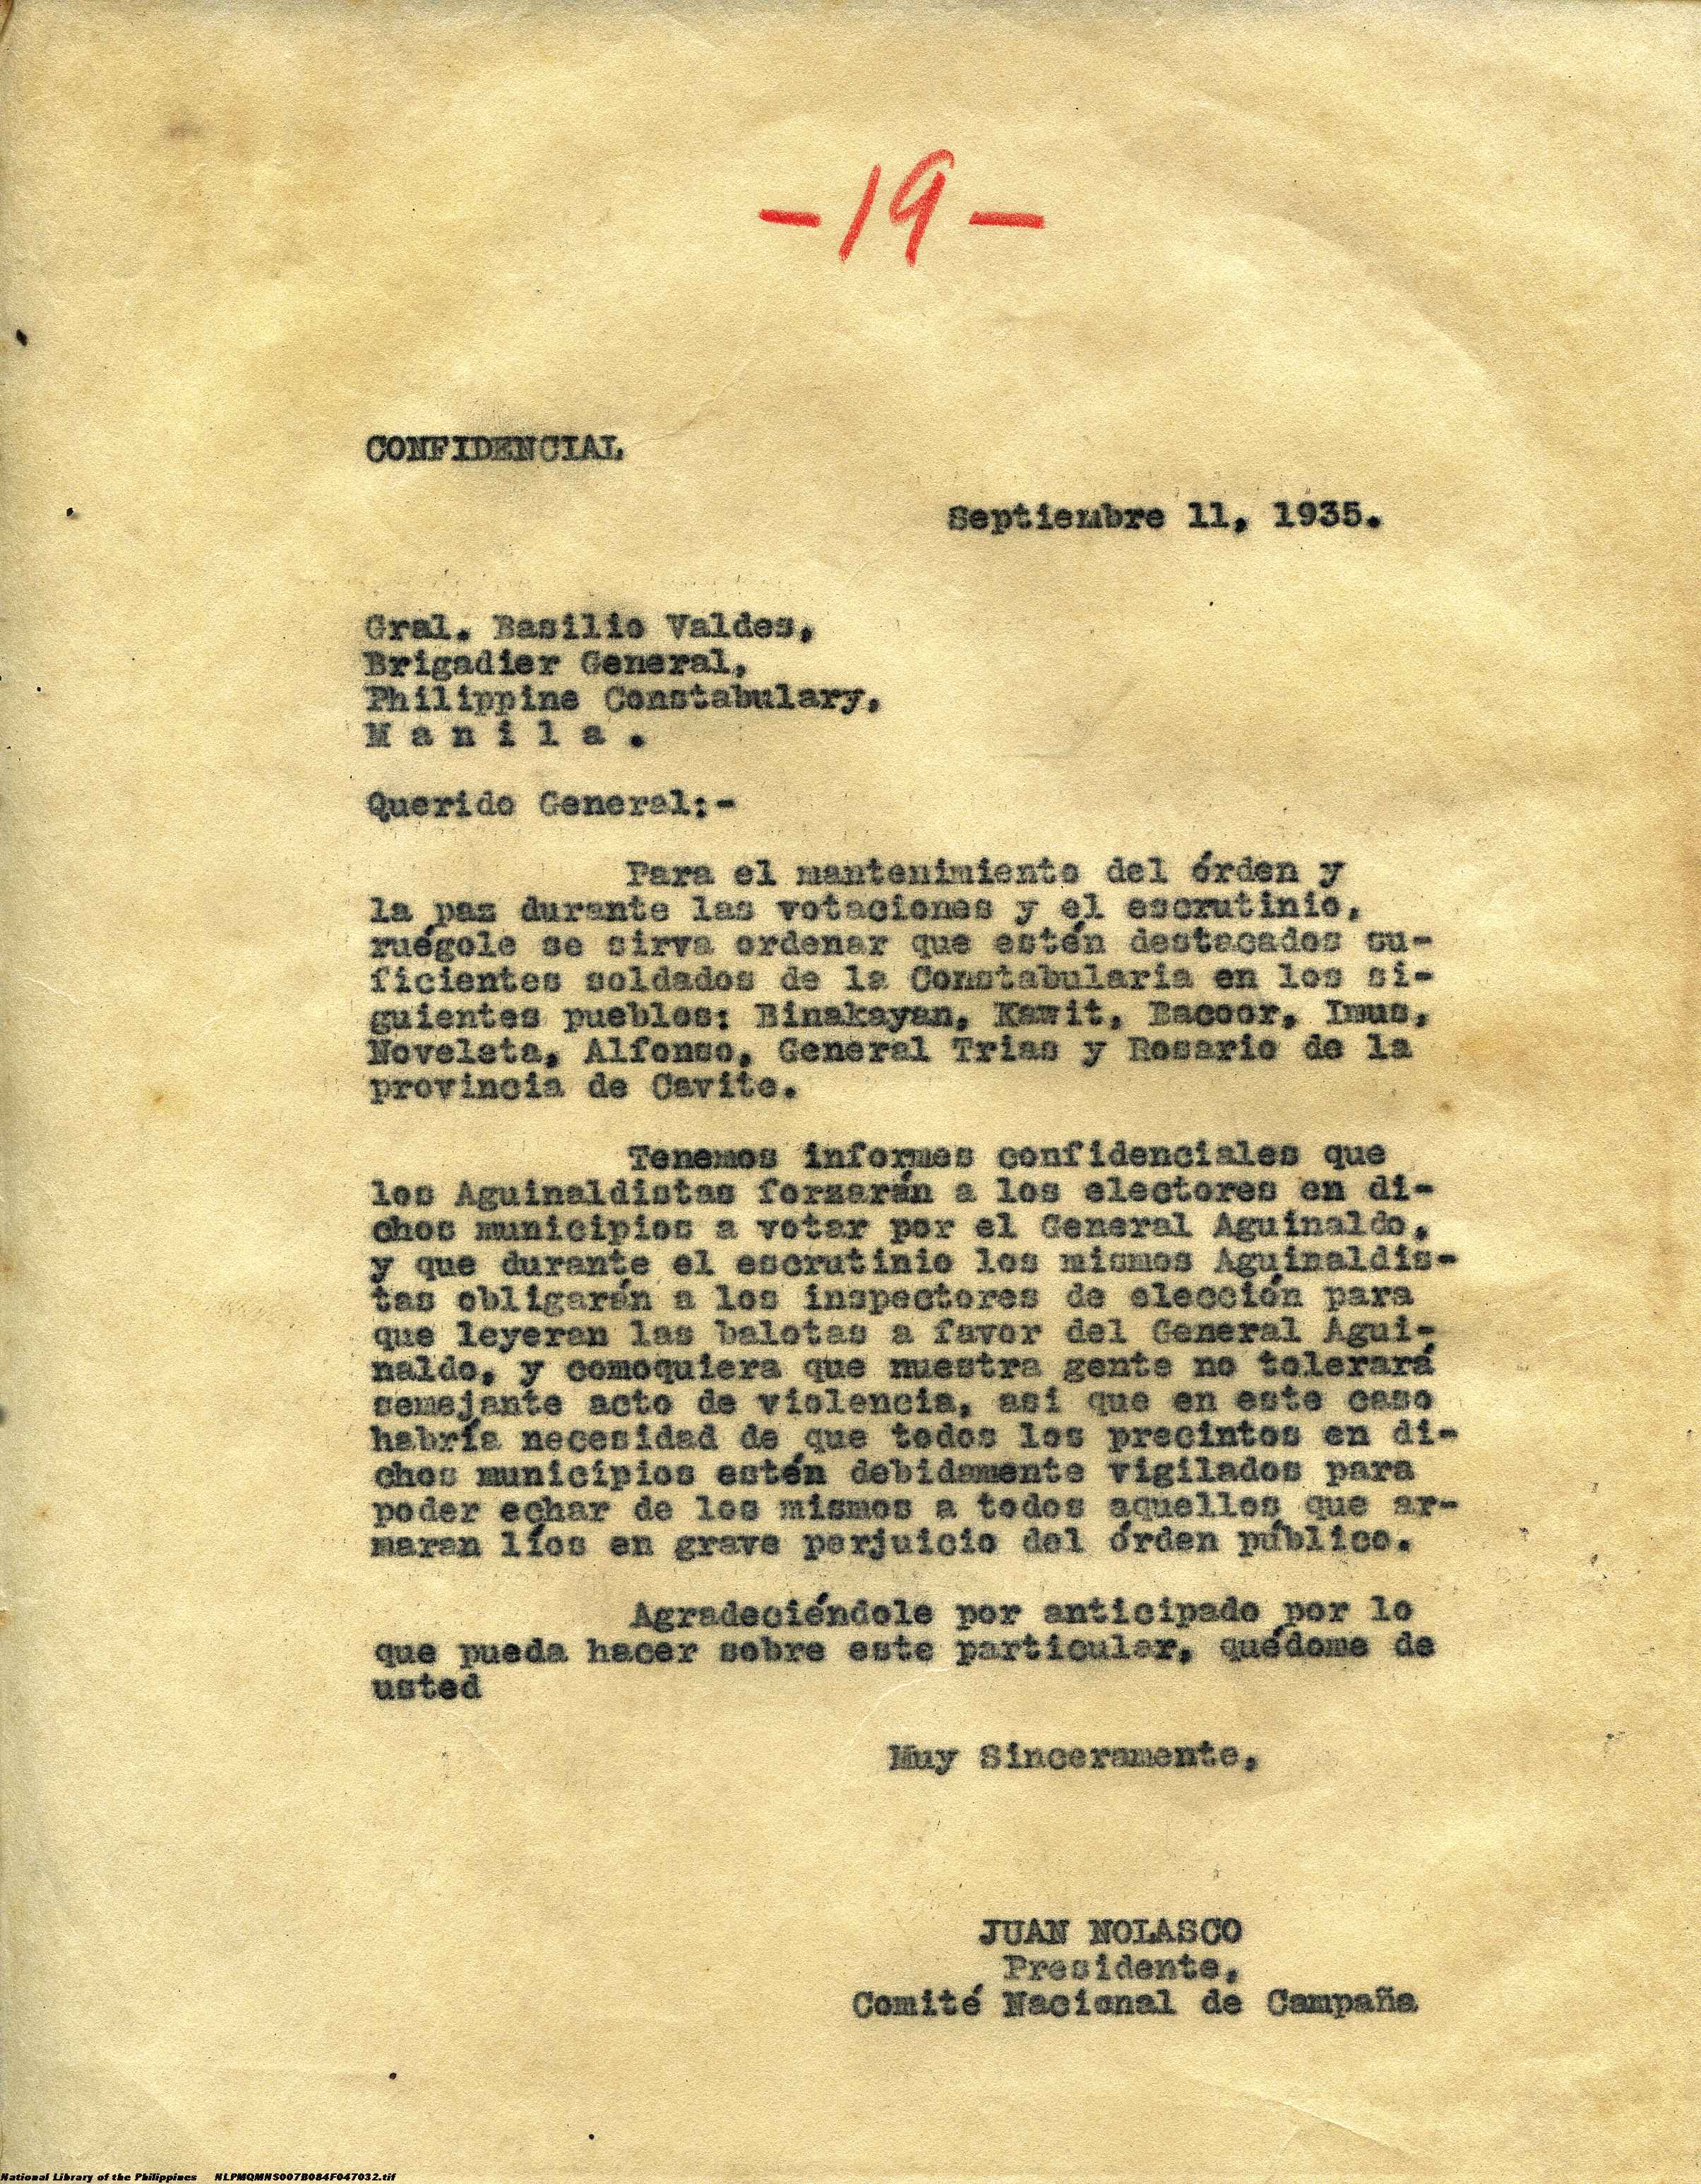 -19-
CONFIDENCIAL
Septiembre 11, 1935.
Gral. Basilio Valdes,
Brigadier General,
Philippine Constabulary,
M a n i l a .
Querido General:-
Para el mantenimiento del órden y
la paz durante las votaciones y el escrutinio,
ruégole se sirva ordenar que estén destacados su-
ficientes soldados de la Constabularia en los si-
guientes pueblos: Binakayan, Kawit, Bacoor, Imus,
Noveleta, Alfonso, General Trias y Rosario de la
provincia de Cavite.
Tenemos informes confidenciales que
los Aguinaldistas forzarán a los electores en di-
chos municipios a votar por el General Aguinaldo,
y que durante el escrutinio los mismos Aguinaldis-
tas obligarán a los inspectores de elección para
que leyeran las balotas a favor del General Agui-
naldo, y comoquiera que nuestra gente no tolerará
semejante acto de violencia, asi que en este caso
habría necesidad de que todos los precintos en di-
chos municipios estén debidamente vigilados para
poder echar de los mismos a todos aquellos que ar-
maran líos en grave perjuicio del órden público.
Agradeciéndole por anticipado por lo
que pueda hacer sobre este particular, quédome de
usted
Muy Sinceramente,
JUAN NOLASCO
Presidente,
Comité Nacional de Campaña
National Library of the Philippines NLPMQMNS007B084F047032.tif